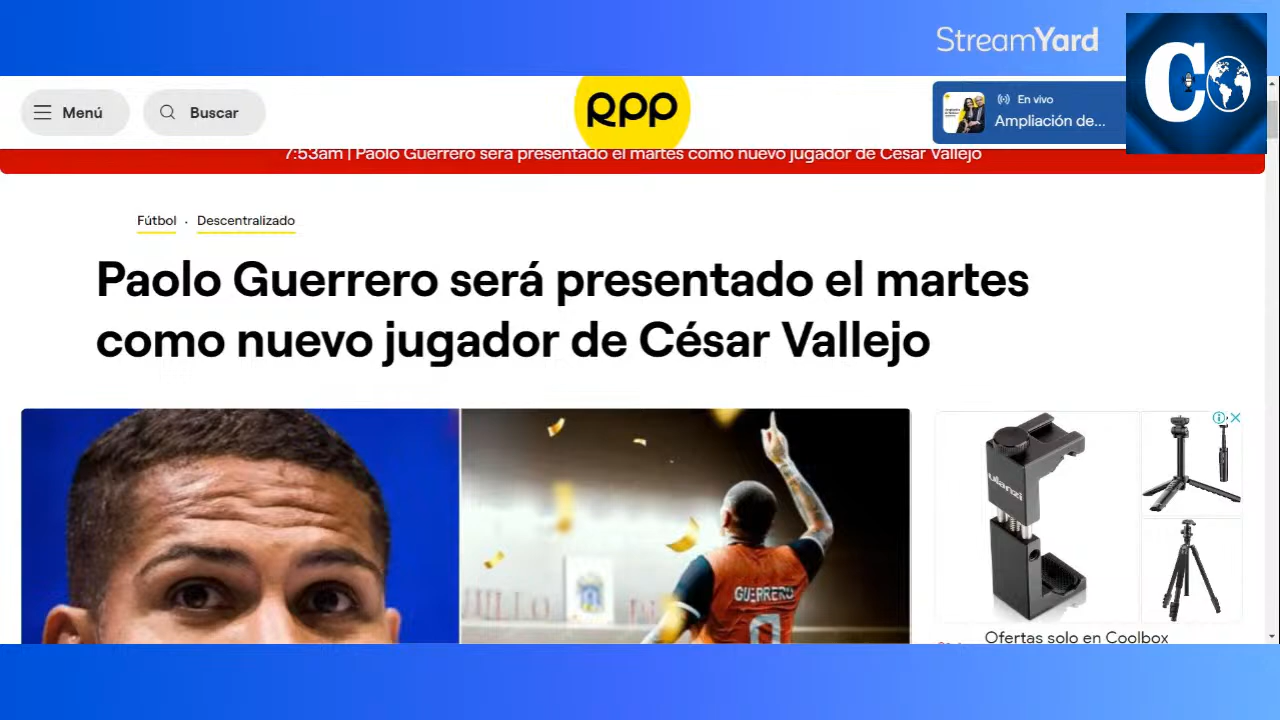 StreamYard
CO
Menú
Buscar
RPP
En vivo
Ampliación de...
7:53am | Paolo Guerrero será presentado el martes como nuevo jugador de César Vallejo
Fútbol · Descentralizado
Paolo Guerrero será presentado el martes
como nuevo jugador de César Vallejo
GUERRERO
ulanzi
Ofertas solo en Coolbox